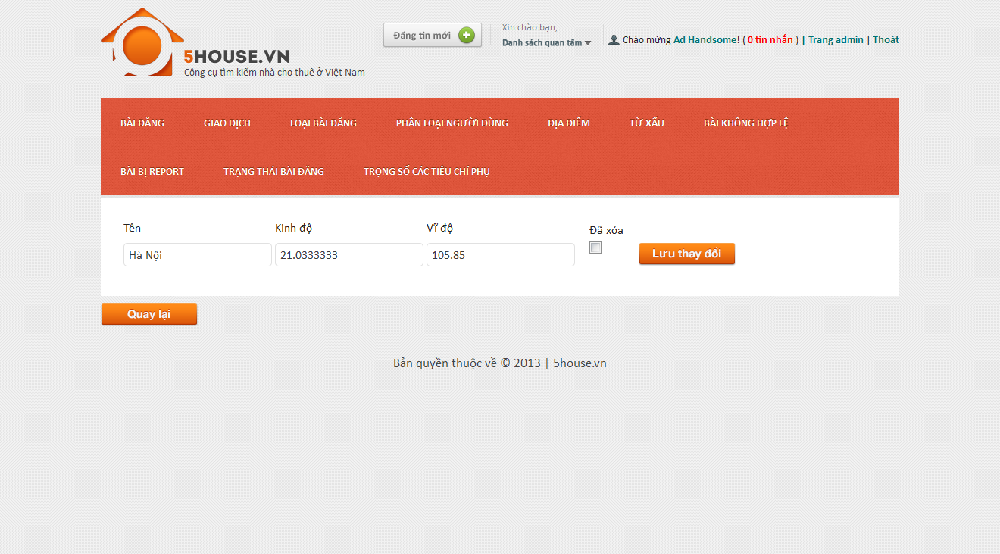 5HOUSE.VN
Công cụ tìm kiếm nhà cho thuê ở Việt Nam
Đăng tin mới
Xin chào bạn,
Danh sách quan tâm
Chào mừng Ad Handsome! ( 0 tin nhắn ) | Trang admin | Thoát
BÀI ĐĂNG GIAO DỊCH LOẠI BÀI ĐĂNG PHÂN LOẠI NGƯỜI DÙNG ĐỊA ĐIỂM TỪ XẤU BÀI KHÔNG HỢP LỆ
BÀI BỊ REPORT TRẠNG THÁI BÀI ĐĂNG TRỌNG SỐ CÁC TIÊU CHÍ PHỤ
Tên Kinh độ Vĩ độ Đã xóa
Hà Nội 21.0333333 105.85 Lưu thay đổi
Quay lại
Bản quyền thuộc về © 2013 | 5house.vn